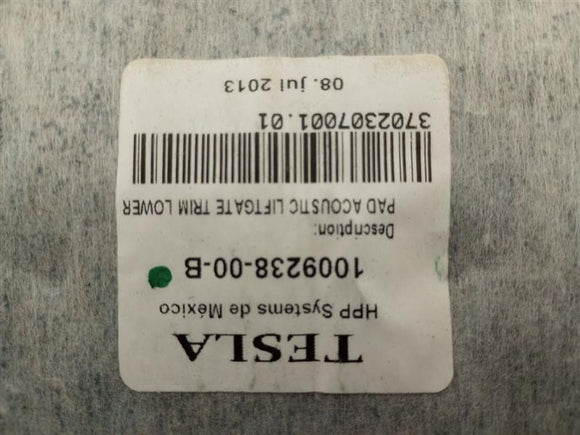 TESLA
HPP Systems de México
1009238-00-B
Description:
PAD ACOUSTIC LIFTGATE TRIM LOWER
3702307001.01
08. jul 2013